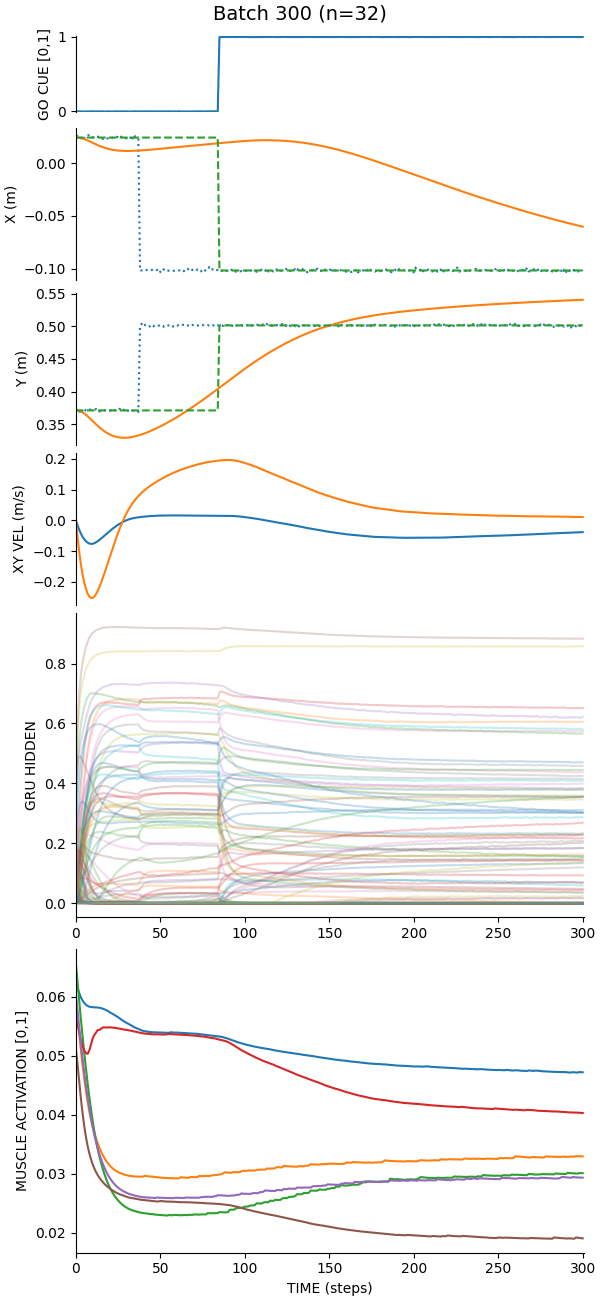 Batch 300 (n=32)
GO CUE [0,1]
1
0
X (m)
0.00
−0.05
−0.10
Y (m)
0.55
0.50
0.45
0.40
0.35
XY VEL (m/s)
0.2
0.1
0.0
−0.1
−0.2
GRU HIDDEN
0.8
0.6
0.4
0.2
0.0
0 50 100 150 200 250 300
MUSCLE ACTIVATION [0,1]
0.06
0.05
0.04
0.03
0.02
0 50 100 150 200 250 300
TIME (steps)